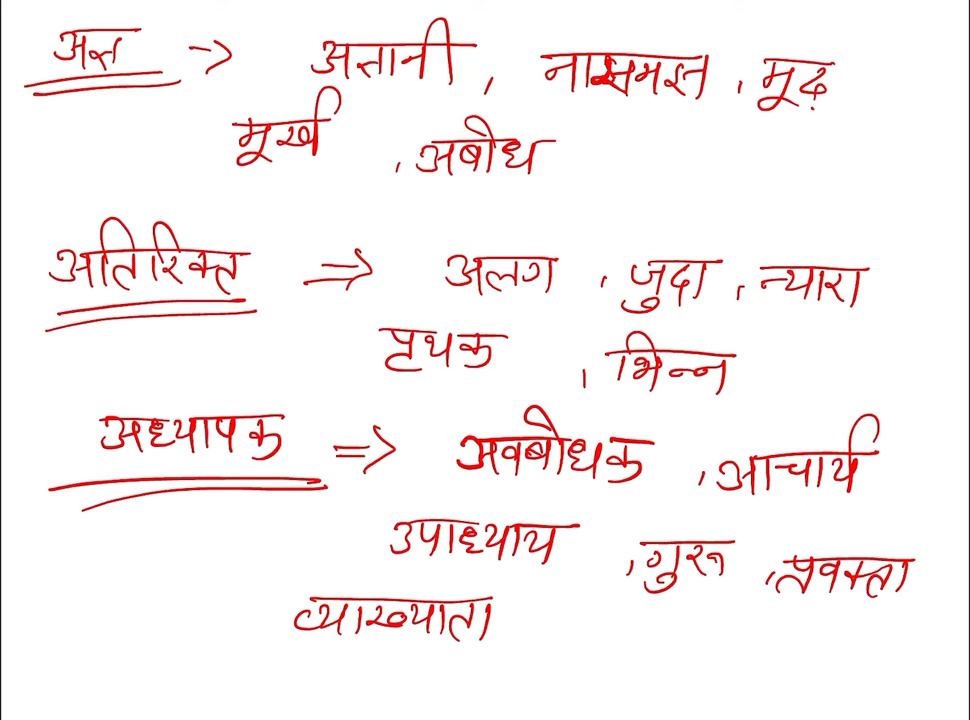 अज्ञ -> अज्ञानी, नासमझ, मूढ़
मूर्ख, अबोध
अतिरिक्त => अलग, जुदा, न्यारा
पृथक, भिन्न
अध्यापक => अवबोधक, आचार्य
उपाध्याय, गुरू, प्रवक्ता
व्याख्याता